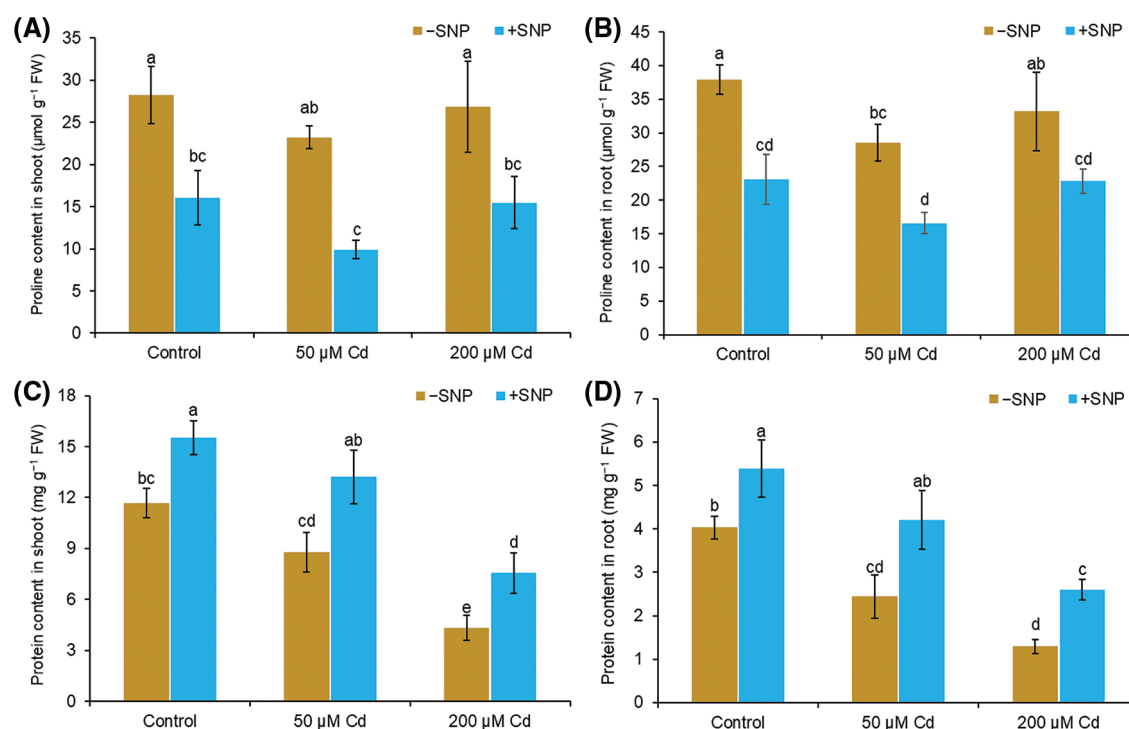 (A)
−SNP +SNP
Proline content in shoot (µmol g⁻¹ FW)
35
30
25
20
15
10
5
0
a
bc
ab
c
a
bc
Control 50 µM Cd 200 µM Cd
(B)
−SNP +SNP
Proline content in root (µmol g⁻¹ FW)
45
40
35
30
25
20
15
10
5
0
a
cd
bc
d
ab
cd
Control 50 µM Cd 200 µM Cd
(C)
−SNP +SNP
Protein content in shoot (mg g⁻¹ FW)
18
15
12
9
6
3
0
bc
a
cd
ab
e
d
Control 50 µM Cd 200 µM Cd
(D)
−SNP +SNP
Protein content in root (mg g⁻¹ FW)
7
6
5
4
3
2
1
0
b
a
cd
ab
d
c
Control 50 µM Cd 200 µM Cd